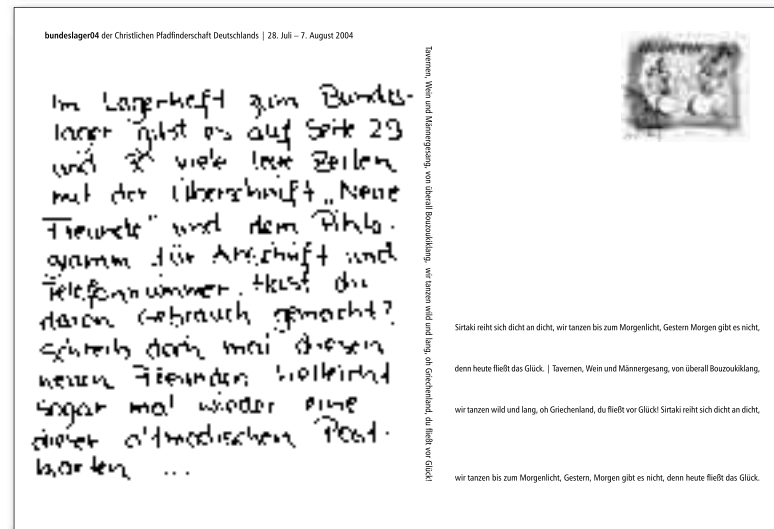 bundeslager04 der Christlichen Pfadfinderschaft Deutschlands | 28. Juli – 7. August 2004
Im Lagerheft zum Bundes-
lager gibt es auf Seite 29
und 30 viele leere Zeilen
mit der Überschrift „Neue
Freunde" und dem Pikto-
gramm für Anschrift und
Telefonnummer. Hast du
davon Gebrauch gemacht?
Schreib doch mal diesen
neuen Freunden vielleicht
sogar mal wieder eine
dieser altmodischen Post-
karten ...
Tavernen, Wein und Männergesang, von überall Bouzoukiklang, wir tanzen wild und lang, oh Griechenland, du fließt vor Glück!
Sirtaki reiht sich dicht an dicht, wir tanzen bis zum Morgenlicht, Gestern Morgen gibt es nicht,
denn heute fließt das Glück. | Tavernen, Wein und Männergesang, von überall Bouzoukiklang,
wir tanzen wild und lang, oh Griechenland, du fließt vor Glück! Sirtaki reiht sich dicht an dicht,
wir tanzen bis zum Morgenlicht, Gestern, Morgen gibt es nicht, denn heute fließt das Glück.